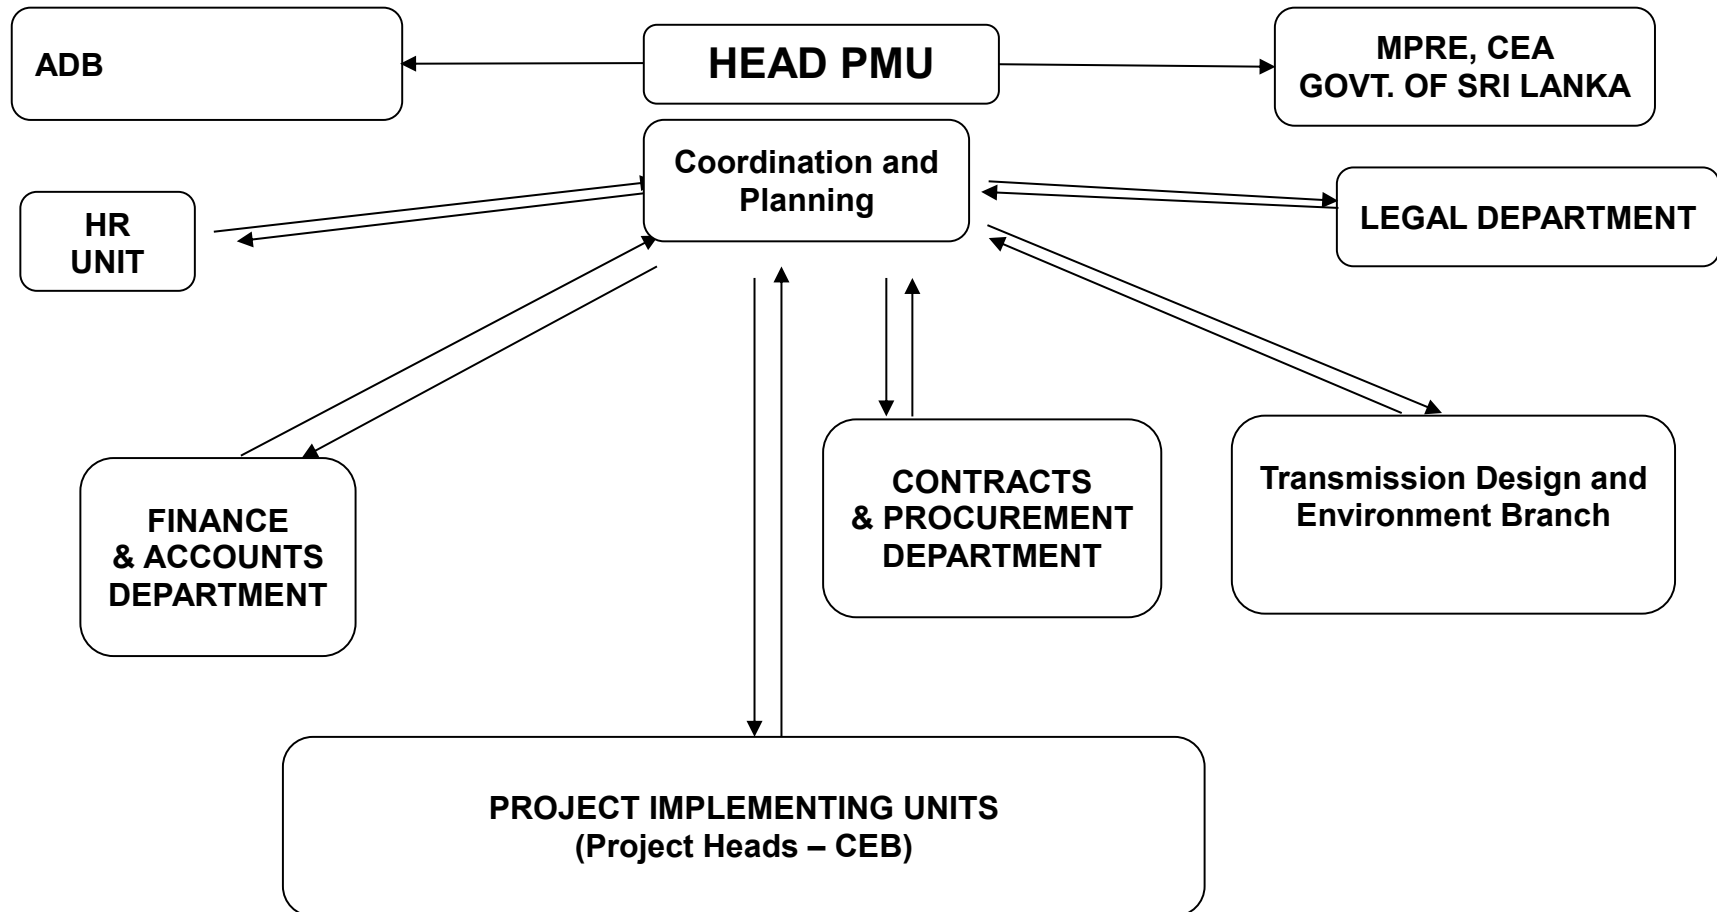 ADB
HEAD PMU
MPRE, CEA
GOVT. OF SRI LANKA
Coordination and
Planning
HR
UNIT
LEGAL DEPARTMENT
FINANCE
& ACCOUNTS
DEPARTMENT
CONTRACTS
& PROCUREMENT
DEPARTMENT
Transmission Design and
Environment Branch
PROJECT IMPLEMENTING UNITS
(Project Heads – CEB)